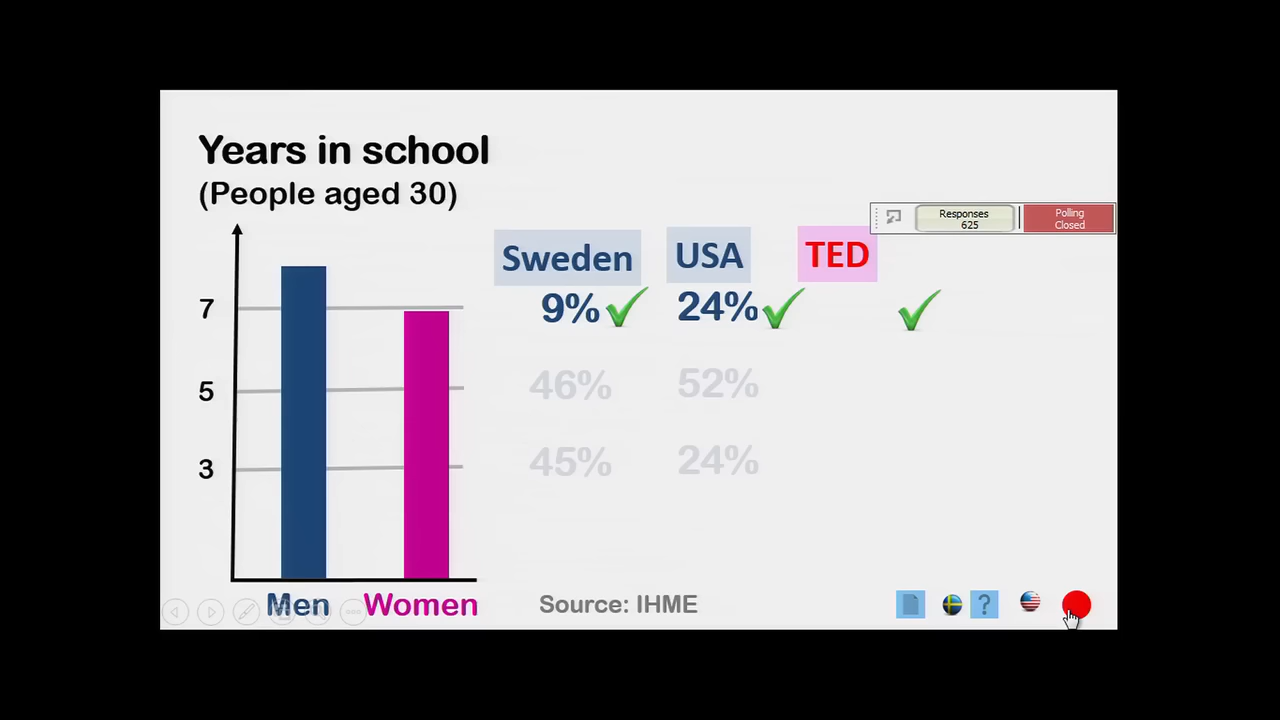 Years in school
(People aged 30)
Responses
625
Polling
Closed
Sweden USA TED
7 9% 24%
5 46% 52%
3 45% 24%
Men Women
Source: IHME
?